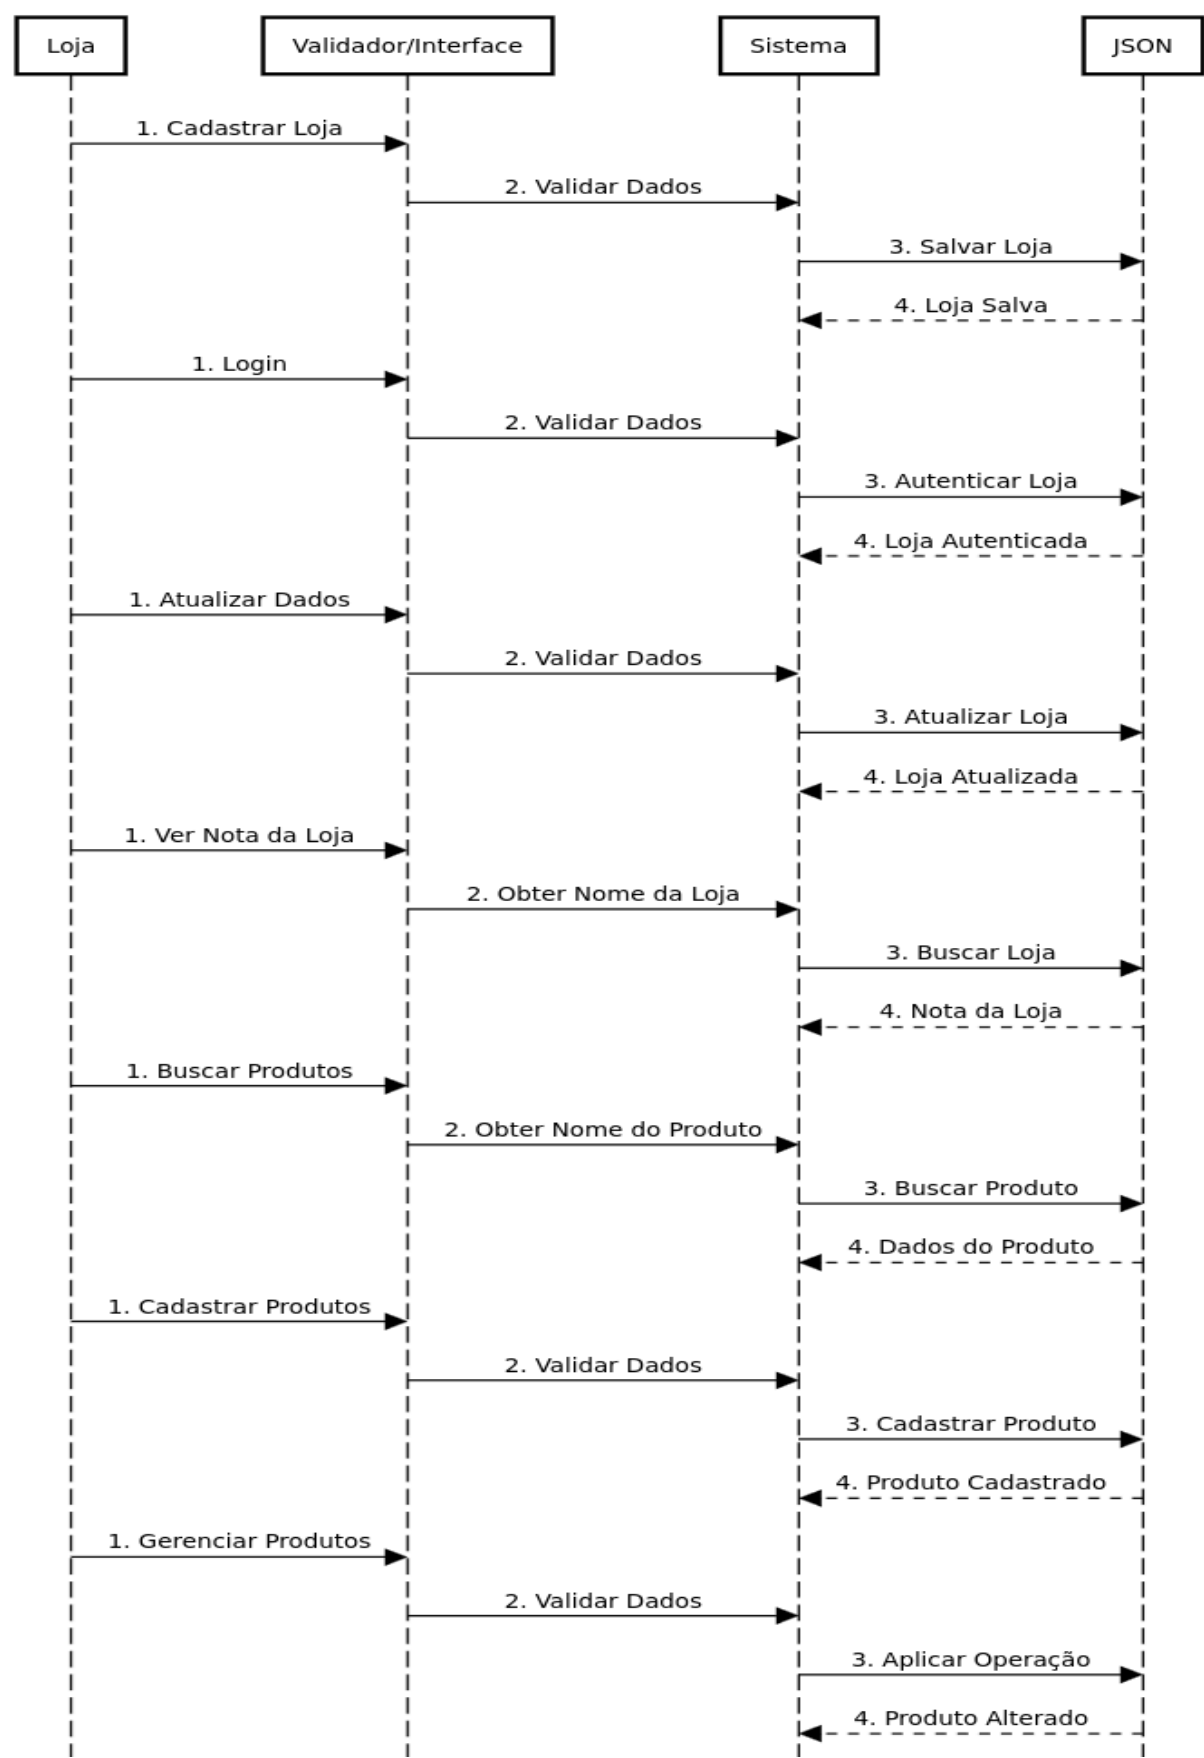 Loja
Validador/Interface
Sistema
JSON
1. Cadastrar Loja
2. Validar Dados
3. Salvar Loja
4. Loja Salva
1. Login
2. Validar Dados
3. Autenticar Loja
4. Loja Autenticada
1. Atualizar Dados
2. Validar Dados
3. Atualizar Loja
4. Loja Atualizada
1. Ver Nota da Loja
2. Obter Nome da Loja
3. Buscar Loja
4. Nota da Loja
1. Buscar Produtos
2. Obter Nome do Produto
3. Buscar Produto
4. Dados do Produto
1. Cadastrar Produtos
2. Validar Dados
3. Cadastrar Produto
4. Produto Cadastrado
1. Gerenciar Produtos
2. Validar Dados
3. Aplicar Operação
4. Produto Alterado